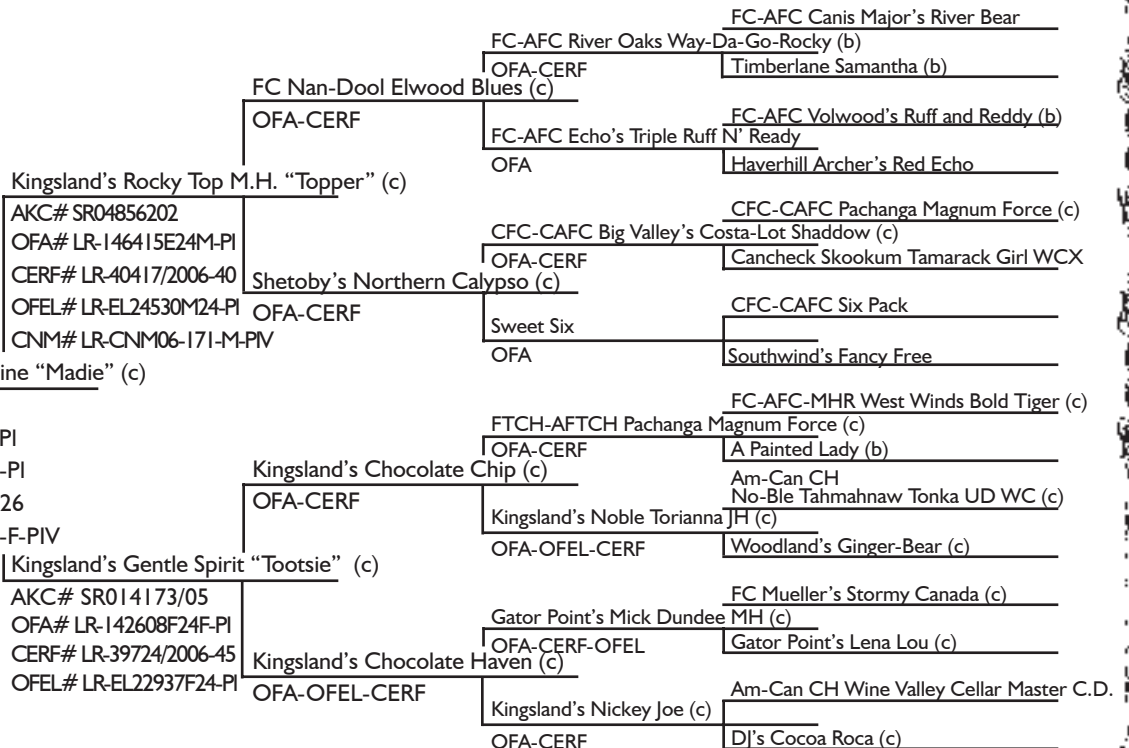 FC-AFC Canis Major’s River Bear
FC-AFC River Oaks Way-Da-Go-Rocky (b)
OFA-CERF
Timberlane Samantha (b)
FC Nan-Dool Elwood Blues (c)
OFA-CERF
FC-AFC Volwood’s Ruff and Reddy (b)
FC-AFC Echo’s Triple Ruff N’ Ready
OFA
Haverhill Archer’s Red Echo
Kingsland’s Rocky Top M.H. “Topper” (c)
AKC# SR04856202
OFA# LR-146415E24M-PI
CERF# LR-40417/2006-40
OFEL# LR-EL24530M24-PI
CNM# LR-CNM06-171-M-PIV
CFC-CAFC Pachanga Magnum Force (c)
CFC-CAFC Big Valley’s Costa-Lot Shaddow (c)
OFA-CERF
Cancheck Skookum Tamarack Girl WCX
Shetoby’s Northern Calypso (c)
OFA-CERF
CFC-CAFC Six Pack
Sweet Six
OFA
Southwind’s Fancy Free
ine “Madie” (c)
PI
-PI
26
-F-PIV
FC-AFC-MHR West Winds Bold Tiger (c)
FTCH-AFTCH Pachanga Magnum Force (c)
OFA-CERF
A Painted Lady (b)
Kingsland’s Chocolate Chip (c)
OFA-CERF
Am-Can CH
No-Ble Tahmahnaw Tonka UD WC (c)
Kingsland’s Noble Torianna JH (c)
OFA-OFEL-CERF
Woodland’s Ginger-Bear (c)
Kingsland’s Gentle Spirit “Tootsie” (c)
AKC# SR014173/05
OFA# LR-142608F24F-PI
CERF# LR-39724/2006-45
OFEL# LR-EL22937F24-PI
FC Mueller’s Stormy Canada (c)
Gator Point’s Mick Dundee MH (c)
OFA-CERF-OFEL
Gator Point’s Lena Lou (c)
Kingsland’s Chocolate Haven (c)
OFA-OFEL-CERF
Am-Can CH Wine Valley Cellar Master C.D.
Kingsland’s Nickey Joe (c)
OFA-CERF
DJ’s Cocoa Roca (c)